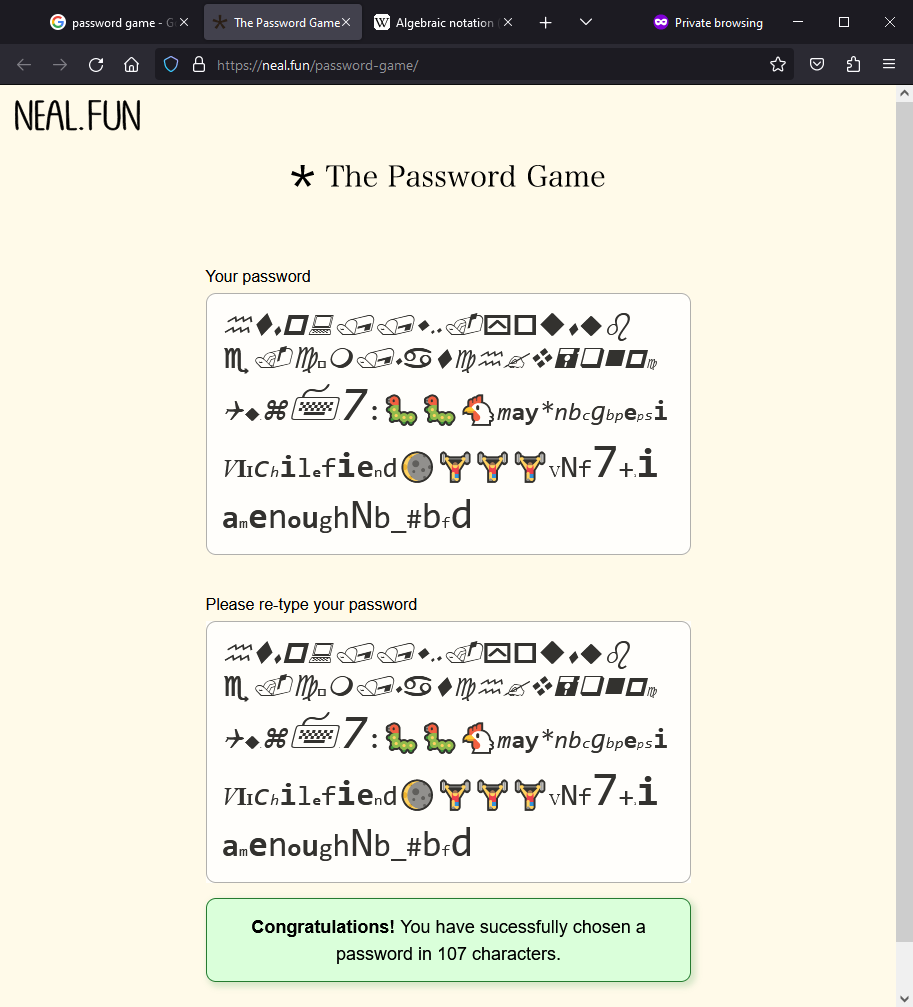 password game - G
The Password Game
Algebraic notation
Private browsing
https://neal.fun/password-game/
NEAL.FUN
* The Password Game
Your password
7:🐛🐛🐔may*nbcgbpepsi
VIIChilefiend🌘🏋️🏋️🏋️VNf7+.i
amenoughNb_#bfd
Please re-type your password
7:🐛🐛🐔may*nbcgbpepsi
VIIChilefiend🌘🏋️🏋️🏋️VNf7+.i
amenoughNb_#bfd
Congratulations! You have sucessfully chosen a
password in 107 characters.